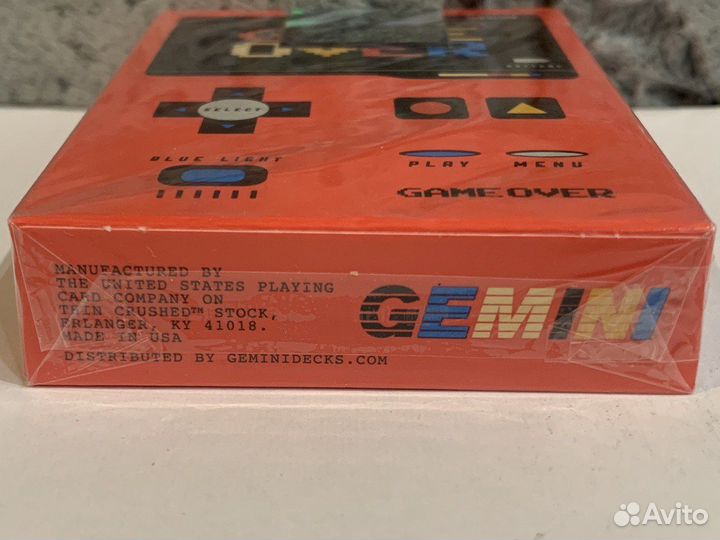 OVER
SELECT
BLUE LIGHT
PLAY MENU
GAME OVER
MANUFACTURED BY
THE UNITED STATES PLAYING
CARD COMPANY ON
THIN CRUSHED™ STOCK,
ERLANGER, KY 41018.
MADE IN USA
DISTRIBUTED BY GEMINIDECKS.COM
GEMINI
Avito